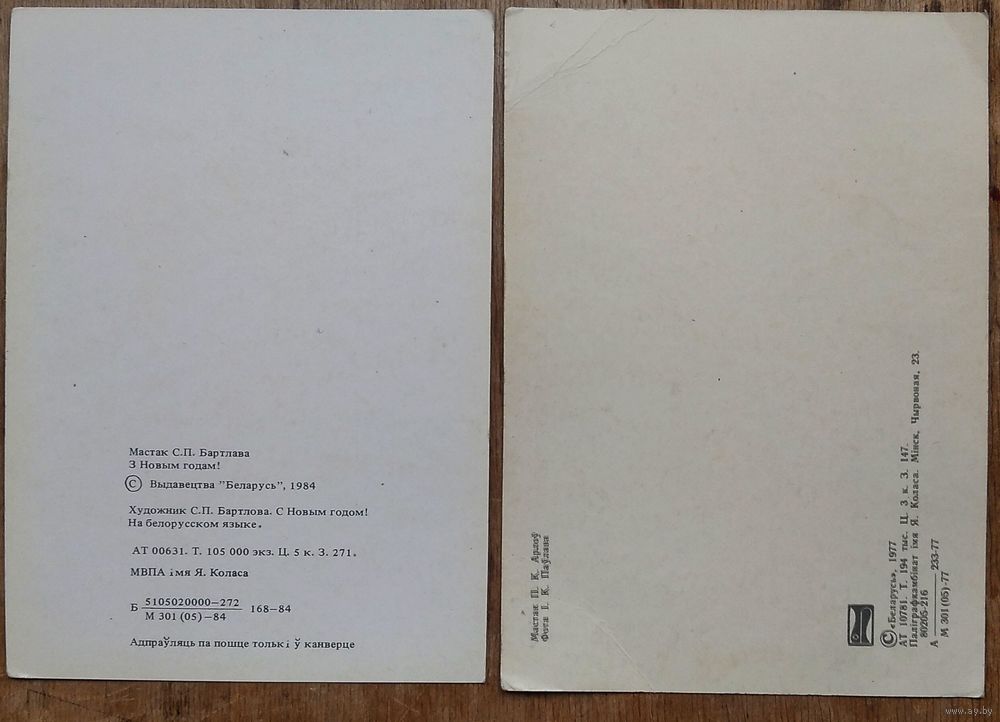 Мастак С.П. Бартлава
З Новым годам!
© Выдавецтва "Беларусь", 1984
Художник С.П. Бартлова. С Новым годом!
На белорусском языке.
АТ 00631. Т. 105 000 экз. Ц. 5 к. З. 271.
МВПА імя Я. Коласа
Б 5105020000—272 168—84
М 301 (05)—84
Адпраўляць па пошце толькі ў канверце
Мастак П. К. Арлоў
Фота І. К. Паўлава
© «Беларусь», 1977
АТ 10781. Т. 194 тыс. Ц. 3 к. З. 147.
Паліграфкамбінат імя Я. Коласа. Мінск, Чырвоная, 23.
80205-216
А 233-77
М 301(05)-77
www.ay.by